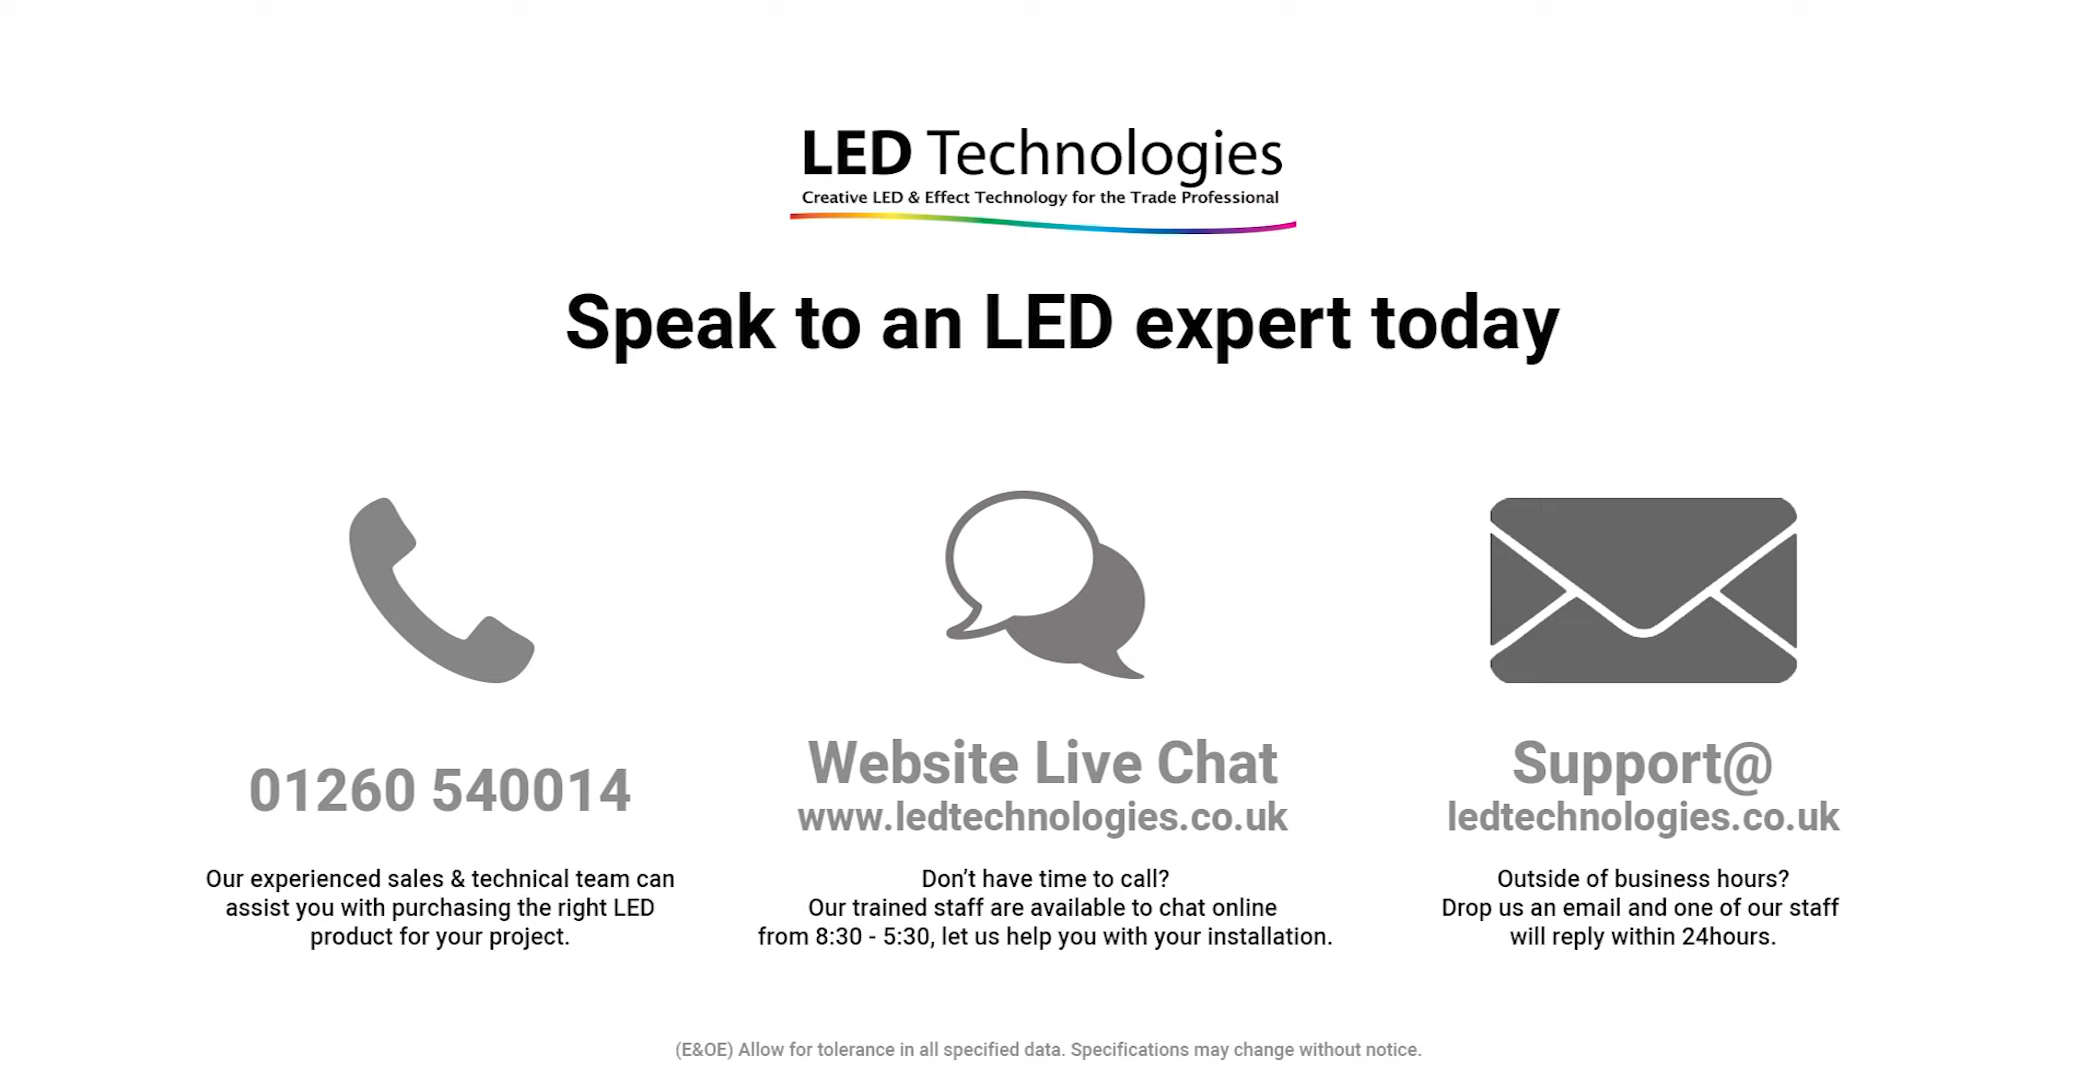 LED Technologies
Creative LED & Effect Technology for the Trade Professional
Speak to an LED expert today
01260 540014
Our experienced sales & technical team can
assist you with purchasing the right LED
product for your project.
Website Live Chat
www.ledtechnologies.co.uk
Don’t have time to call?
Our trained staff are available to chat online
from 8:30 - 5:30, let us help you with your installation.
Support@
ledtechnologies.co.uk
Outside of business hours?
Drop us an email and one of our staff
will reply within 24hours.
(E&OE) Allow for tolerance in all specified data. Specifications may change without notice.